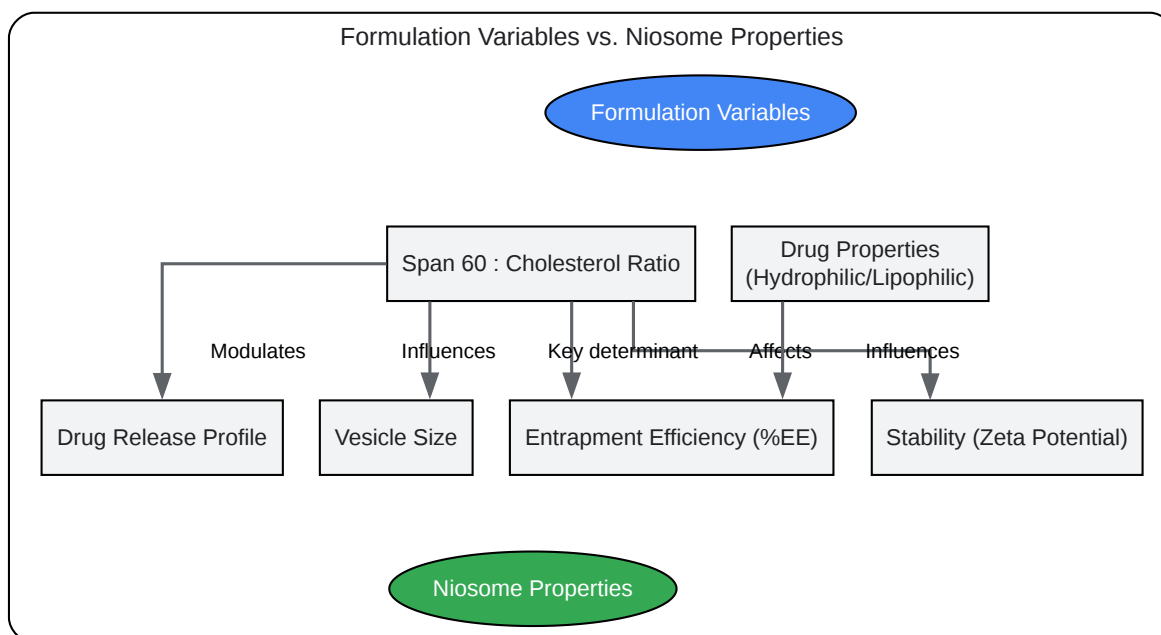 Formulation Variables vs. Niosome Properties
Formulation Variables
Span 60 : Cholesterol Ratio
Drug Properties
(Hydrophilic/Lipophilic)
Modulates
Influences
Key determinant
Affects
Influences
Drug Release Profile
Vesicle Size
Entrapment Efficiency (%EE)
Stability (Zeta Potential)
Niosome Properties